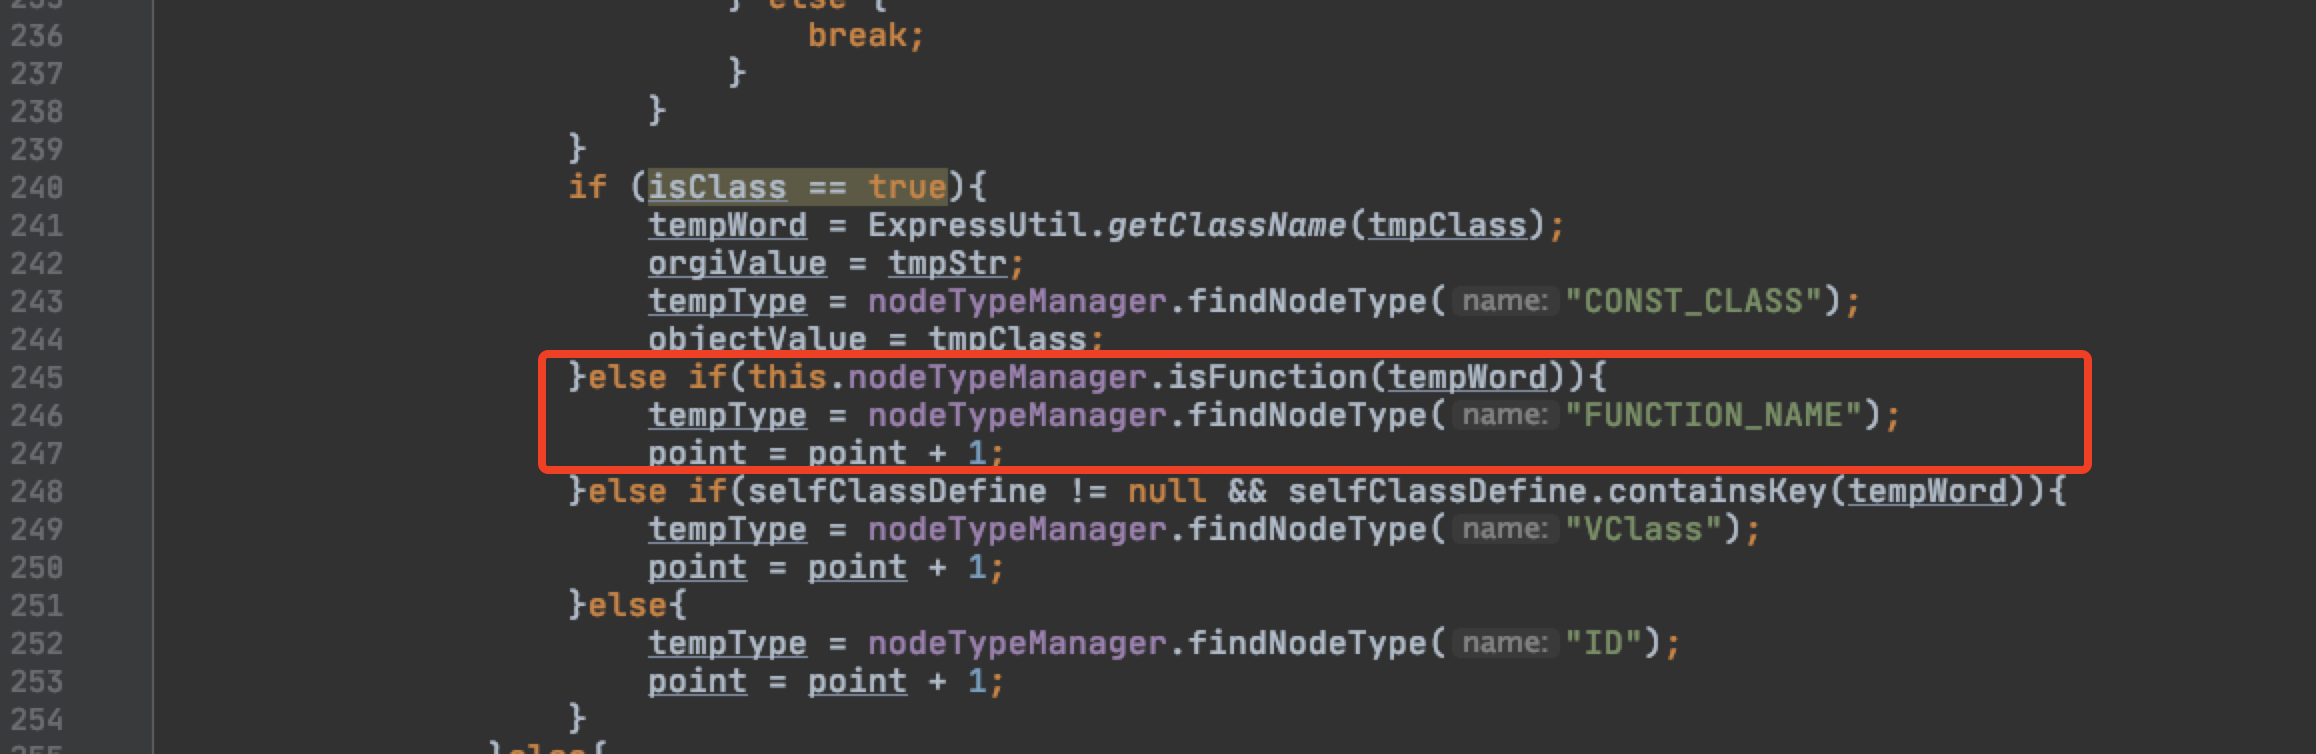 235 } else {
236 break;
237 }
238 }
239 }
240 if (isClass == true){
241 tempWord = ExpressUtil.getClassName(tmpClass);
242 orgiValue = tmpStr;
243 tempType = nodeTypeManager.findNodeType( name: "CONST_CLASS");
244 objectValue = tmpClass;
245 }else if(this.nodeTypeManager.isFunction(tempWord)){
246 tempType = nodeTypeManager.findNodeType( name: "FUNCTION_NAME");
247 point = point + 1;
248 }else if(selfClassDefine != null && selfClassDefine.containsKey(tempWord)){
249 tempType = nodeTypeManager.findNodeType( name: "VClass");
250 point = point + 1;
251 }else{
252 tempType = nodeTypeManager.findNodeType( name: "ID");
253 point = point + 1;
254 }
255 }else{